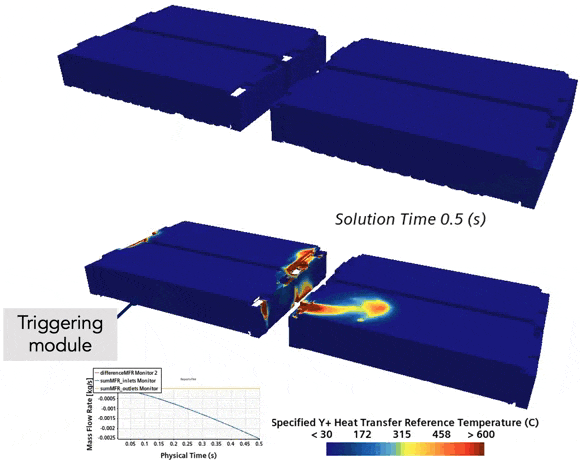 Solution Time 0.5 (s)
Triggering
module
differenceMFR Monitor 2
sumMFR_inlets Monitor
sumMFR_outlets Monitor
Mass Flow Rate [kg/s]
-0.0005
-0.001
-0.0015
-0.002
-0.0025
0.05 0.1 0.15 0.2 0.25 0.3 0.35 0.4 0.45 0.5
Physical Time (s)
Specified Y+ Heat Transfer Reference Temperature (C)
< 30 172 315 458 > 600